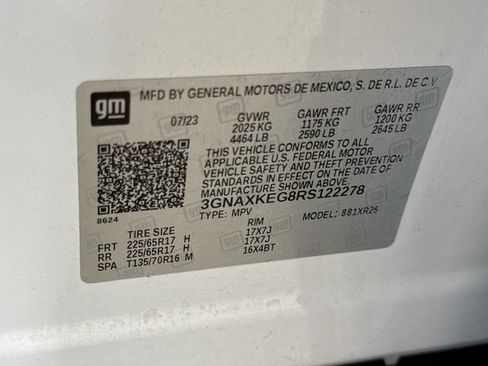 gm
MFD BY GENERAL MOTORS DE MEXICO, S. DE R.L. DE C.V.
07/23 GVWR GAWR FRT GAWR RR
2025 KG 1175 KG 1200 KG
4464 LB 2590 LB 2645 LB
THIS VEHICLE CONFORMS TO ALL
APPLICABLE U.S. FEDERAL MOTOR
VEHICLE SAFETY AND THEFT PREVENTION
STANDARDS IN EFFECT ON THE DATE OF
MANUFACTURE SHOWN ABOVE.
3GNAXKEG8RS122278
8624 TYPE: MPV MODEL: 881XR26
TIRE SIZE RIM
FRT 225/65R17 H 17X7J
RR 225/65R17 H 17X7J
SPA T135/70R16 M 16X4BT